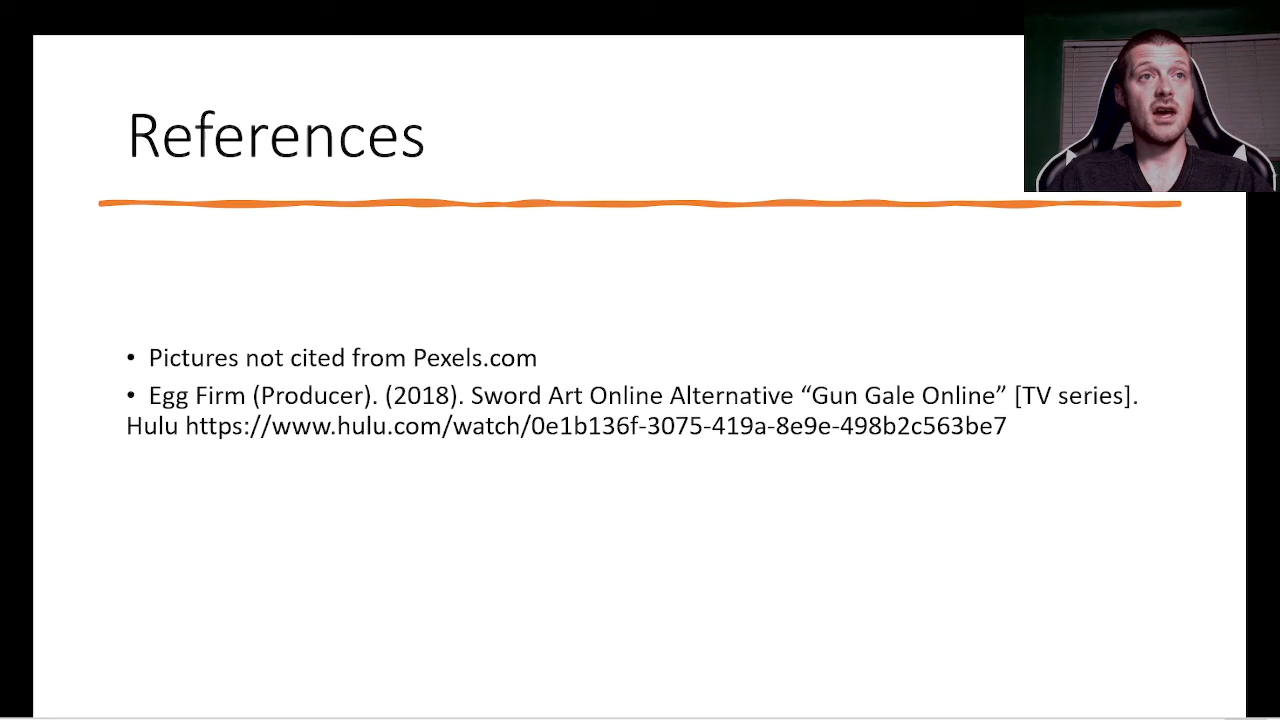 References
• Pictures not cited from Pexels.com
• Egg Firm (Producer). (2018). Sword Art Online Alternative “Gun Gale Online” [TV series].
Hulu https://www.hulu.com/watch/0e1b136f-3075-419a-8e9e-498b2c563be7